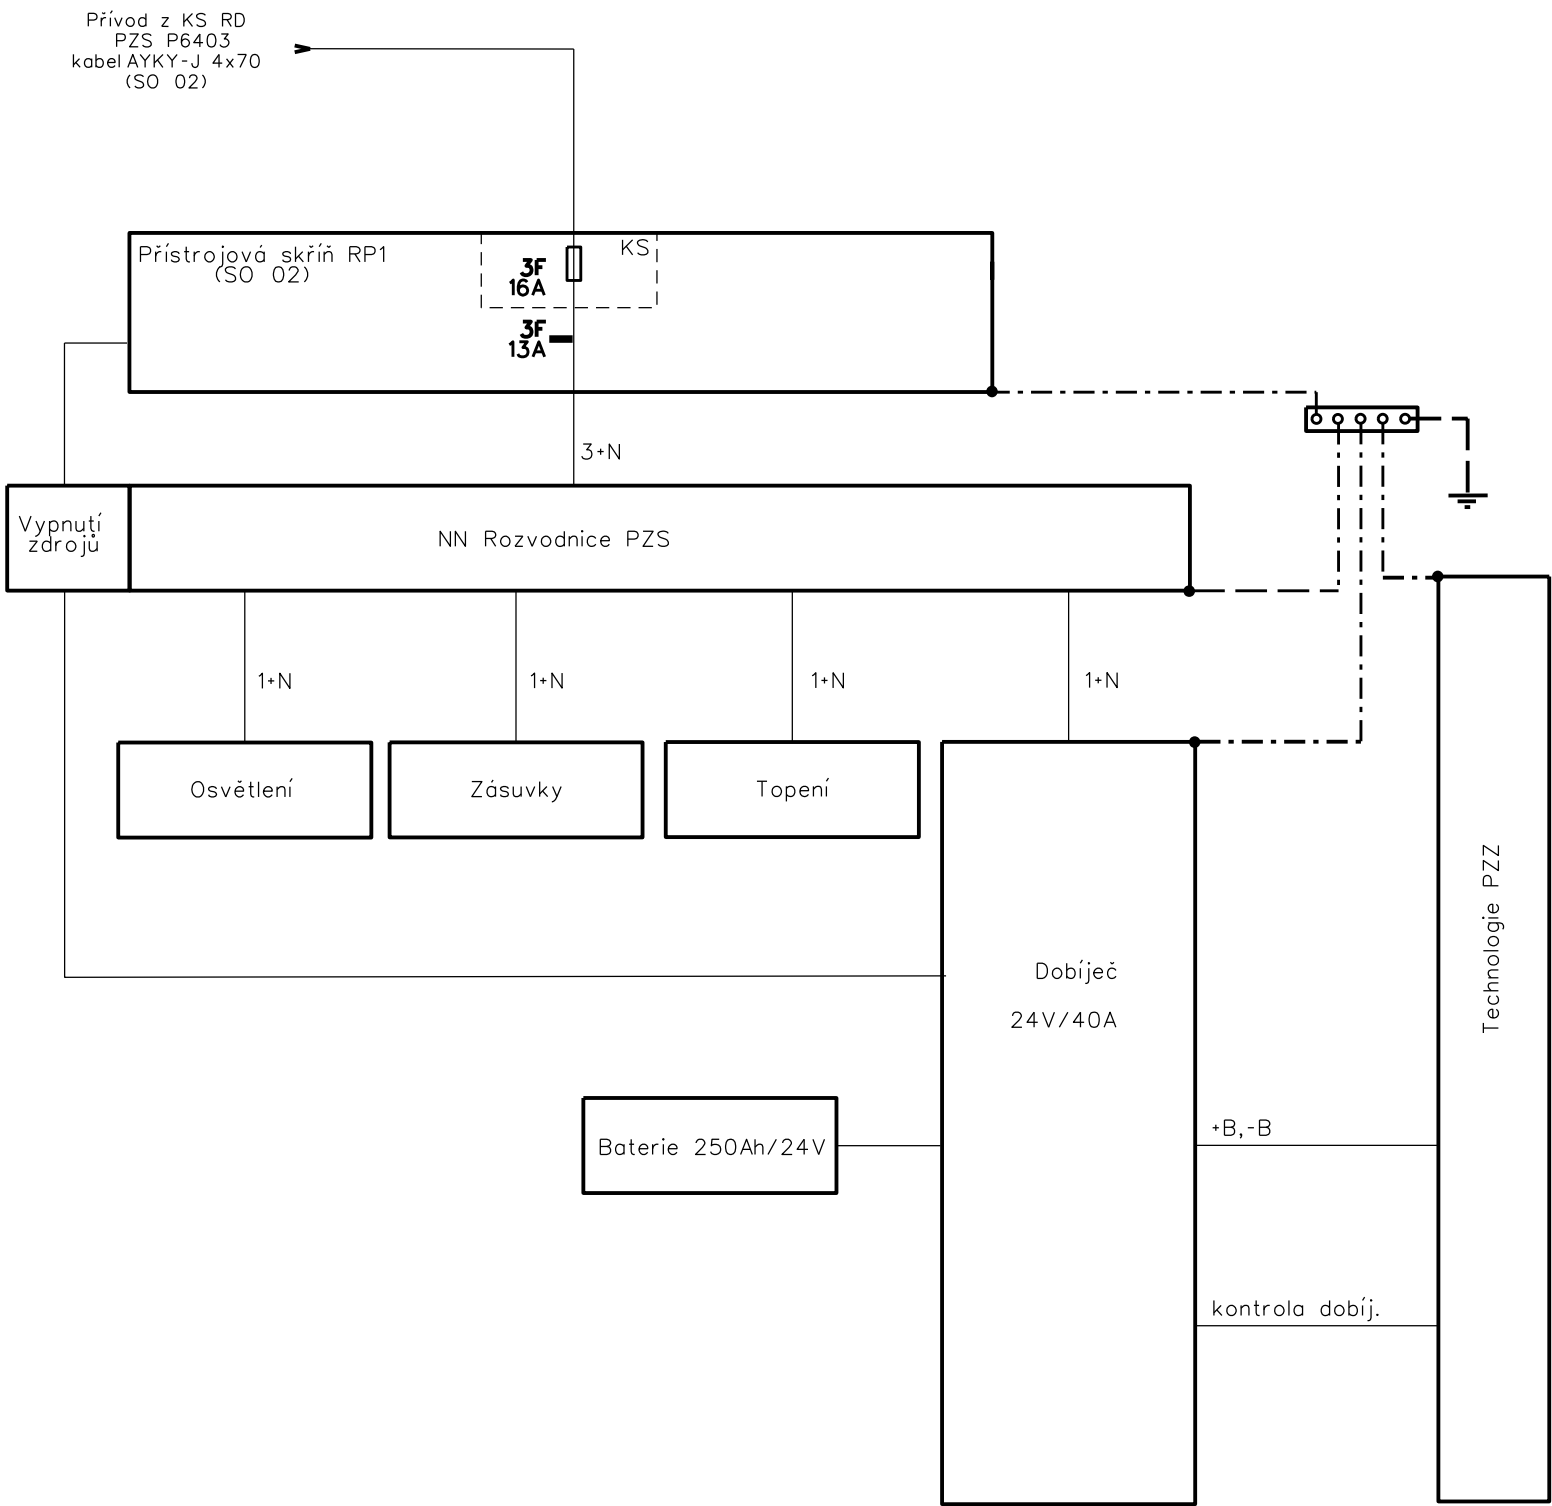 Přívod z KS RD
PZS P6403
kabel AYKY-J 4x70
(SO 02)
Přístrojová skříň RP1
(SO 02)
KS
3F
16A
3F
13A
3+N
Vypnutí
zdrojů
NN Rozvodnice PZS
1+N
1+N
1+N
1+N
Osvětlení
Zásuvky
Topení
Dobíječ
24V/40A
Technologie PZZ
Baterie 250Ah/24V
+B,-B
kontrola dobíj.